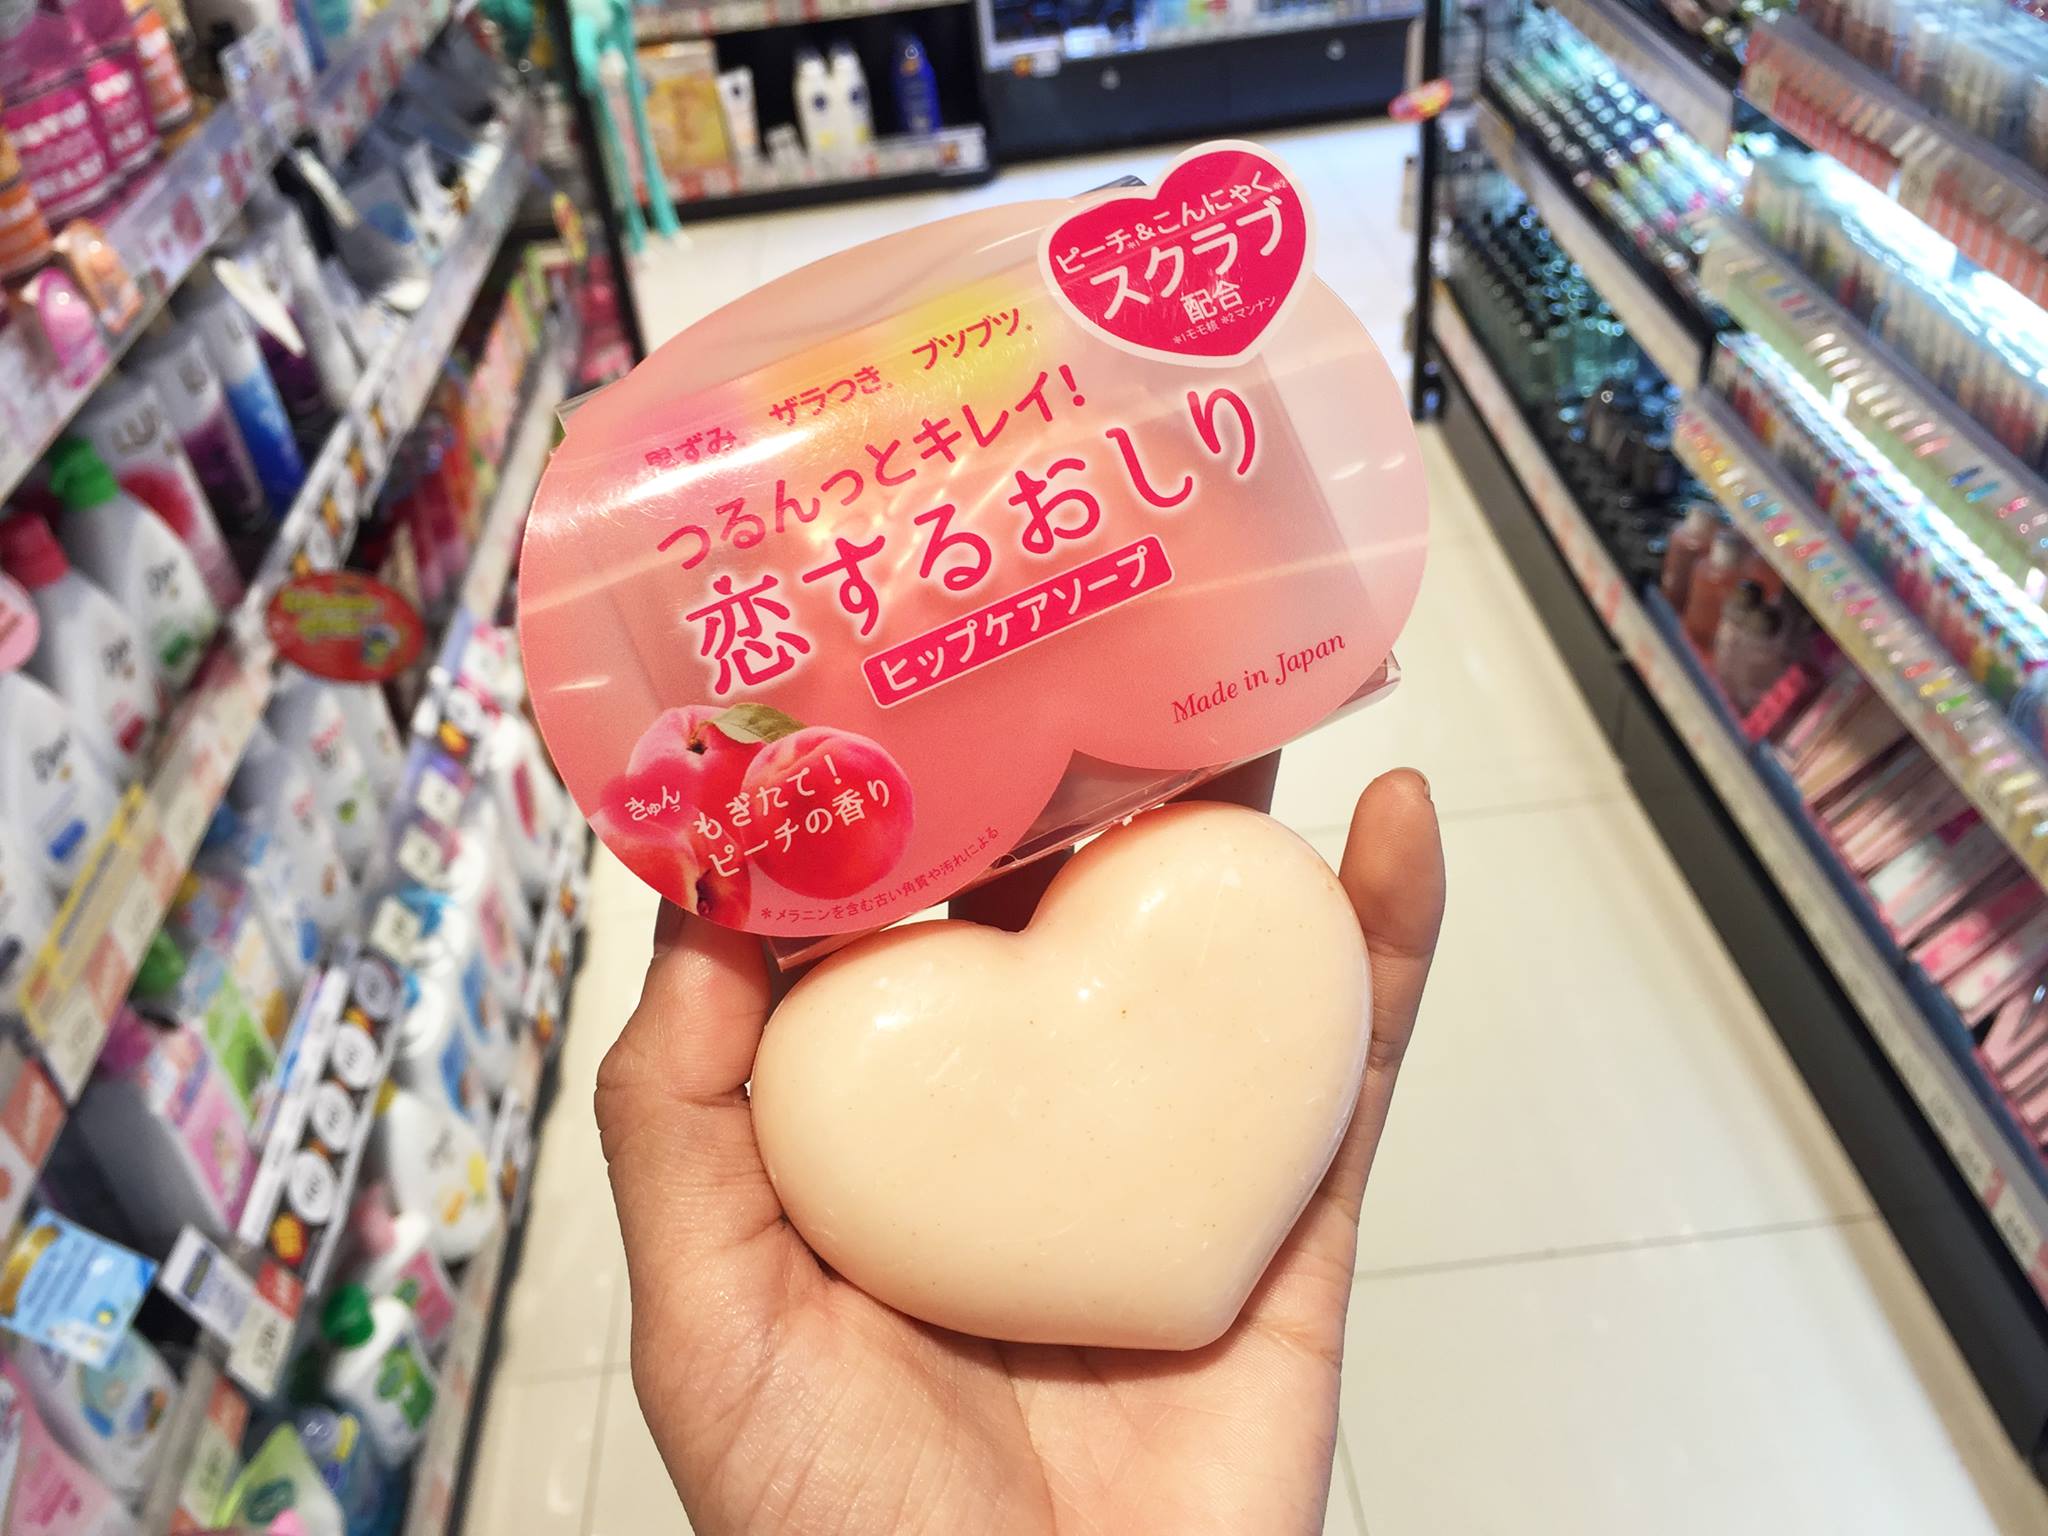 ピーチ*1&こんにゃく*2
スクラブ
配合
*1モモ核 *2マンナン
黒ずみ* ザラつき* ブツブツ*
つるんっとキレイ!
恋するおしり
ヒップケアソープ
Made in Japan
きゅんっ
もぎたて!
ピーチの香り
*メラニンを含む古い角質や汚れによる
Dove